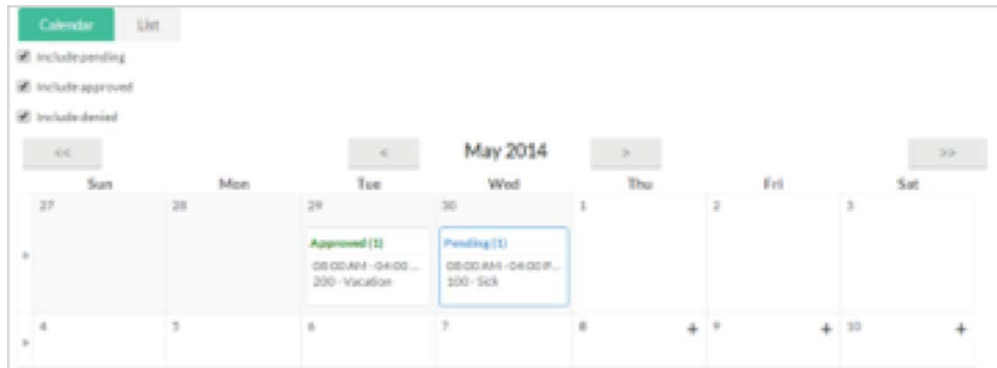 Calendar List
Include pending
Include approved
Include denied
<< < May 2014 > >>
Sun Mon Tue Wed Thu Fri Sat
27 28 29 30 1 2 3
Approved (1) Pending (1)
08:00 AM - 04:00 ... 08:00 AM - 04:00 P...
200 - Vacation 100 - Sick
4 5 6 7 8 + 9 + 10 +